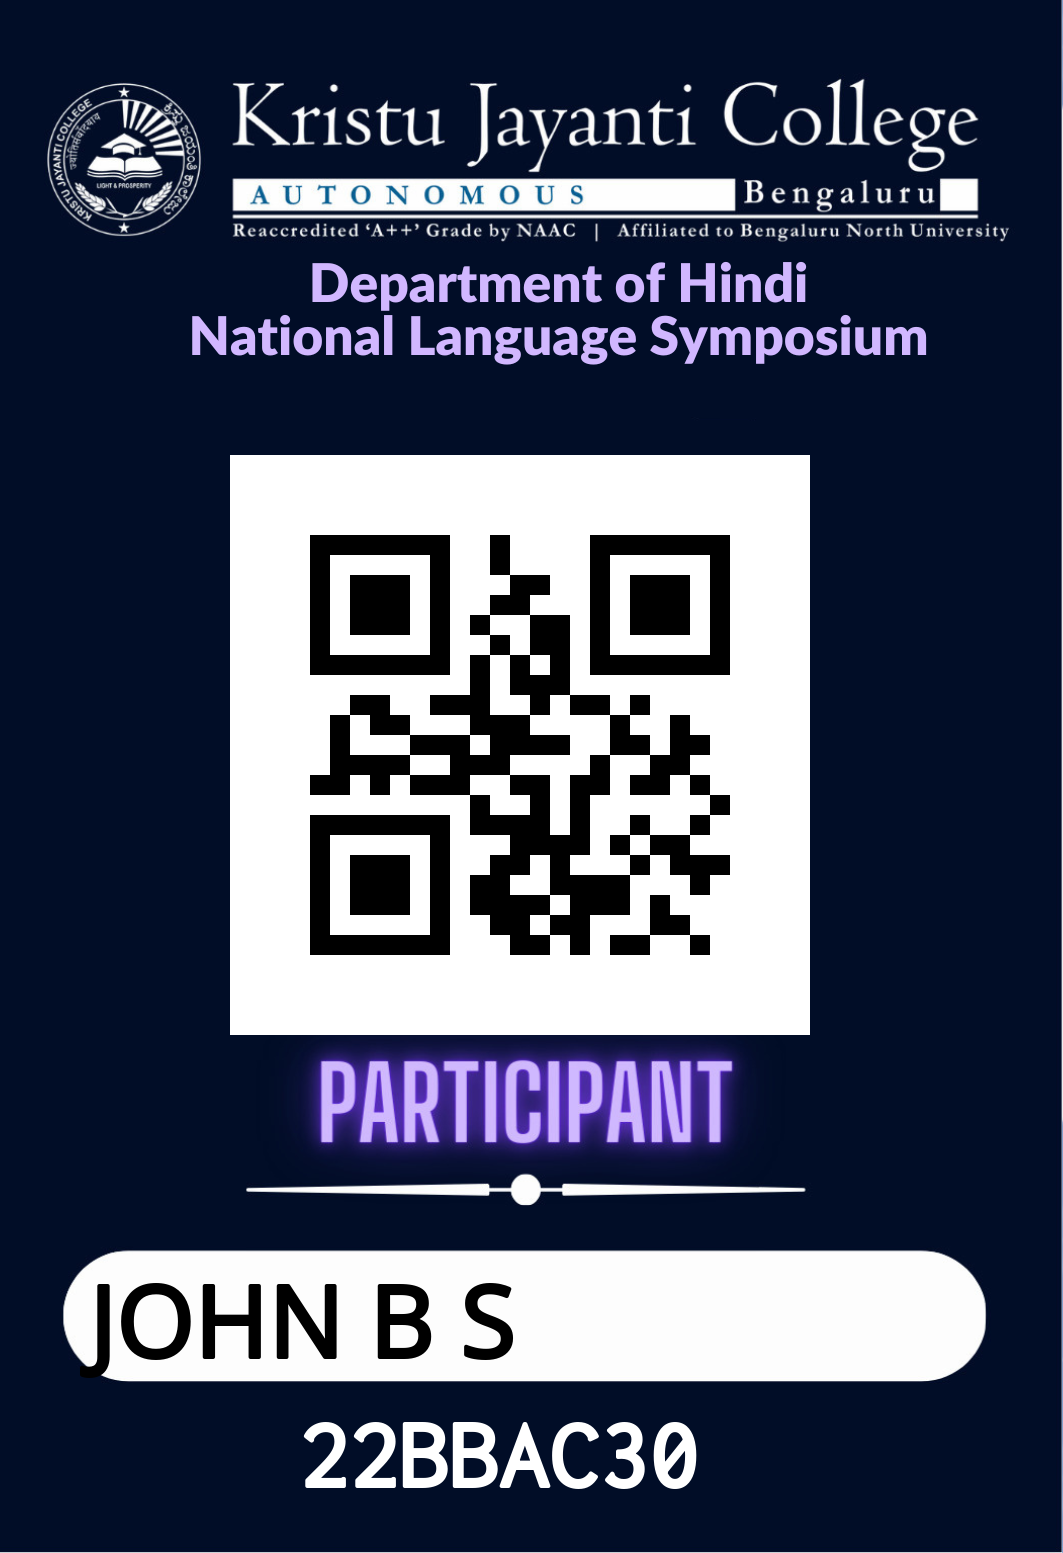 KRISTU JAYANTI COLLEGE
LIGHT & PROSPERITY
Kristu Jayanti College
AUTONOMOUS Bengaluru
Reaccredited ‘A++’ Grade by NAAC | Affiliated to Bengaluru North University
Department of Hindi
National Language Symposium
PARTICIPANT
JOHN B S
22BBAC30